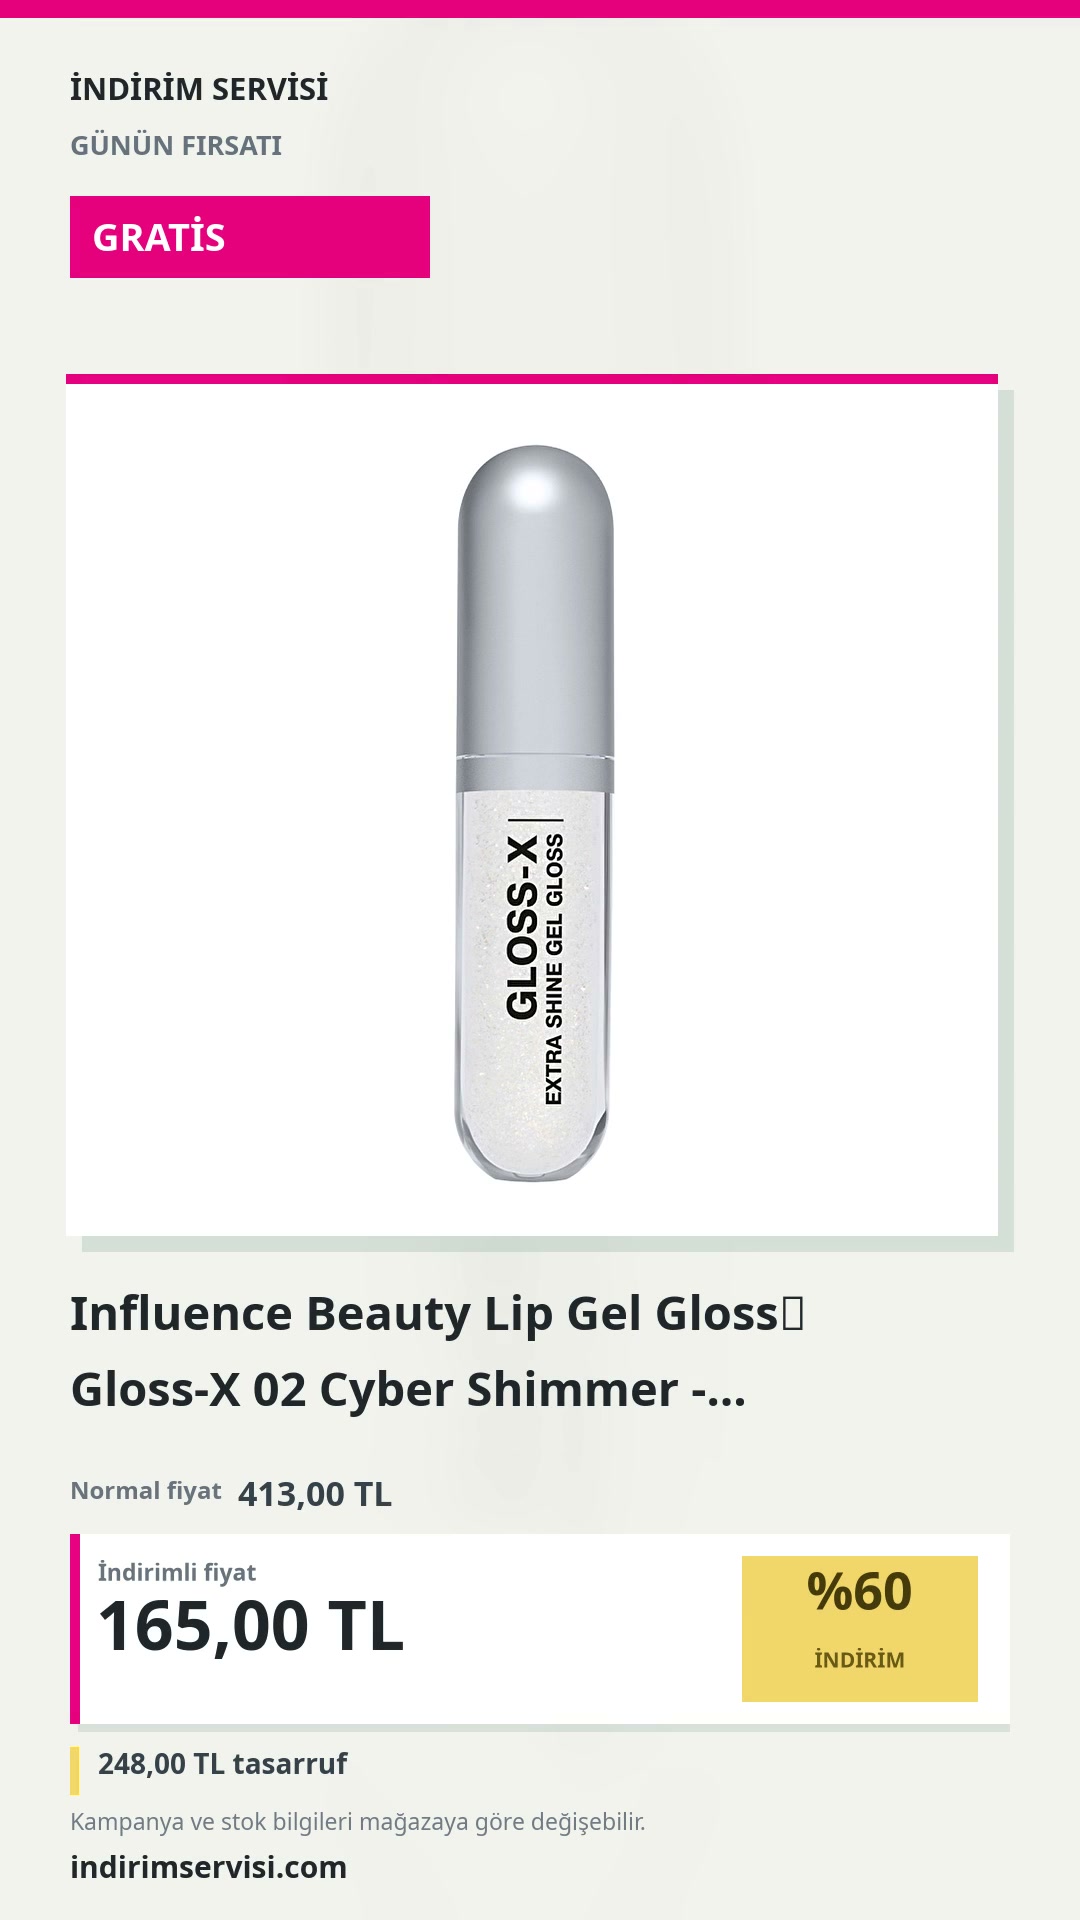 İNDİRİM SERVİSİ
GÜNÜN FIRSATI
GRATİS
GLOSS-X
EXTRA SHINE GEL GLOSS
Influence Beauty Lip Gel Gloss
Gloss-X 02 Cyber Shimmer -...
Normal fiyat 413,00 TL
İndirimli fiyat
165,00 TL
%60
İNDİRİM
248,00 TL tasarruf
Kampanya ve stok bilgileri mağazaya göre değişebilir.
indirimservisi.com